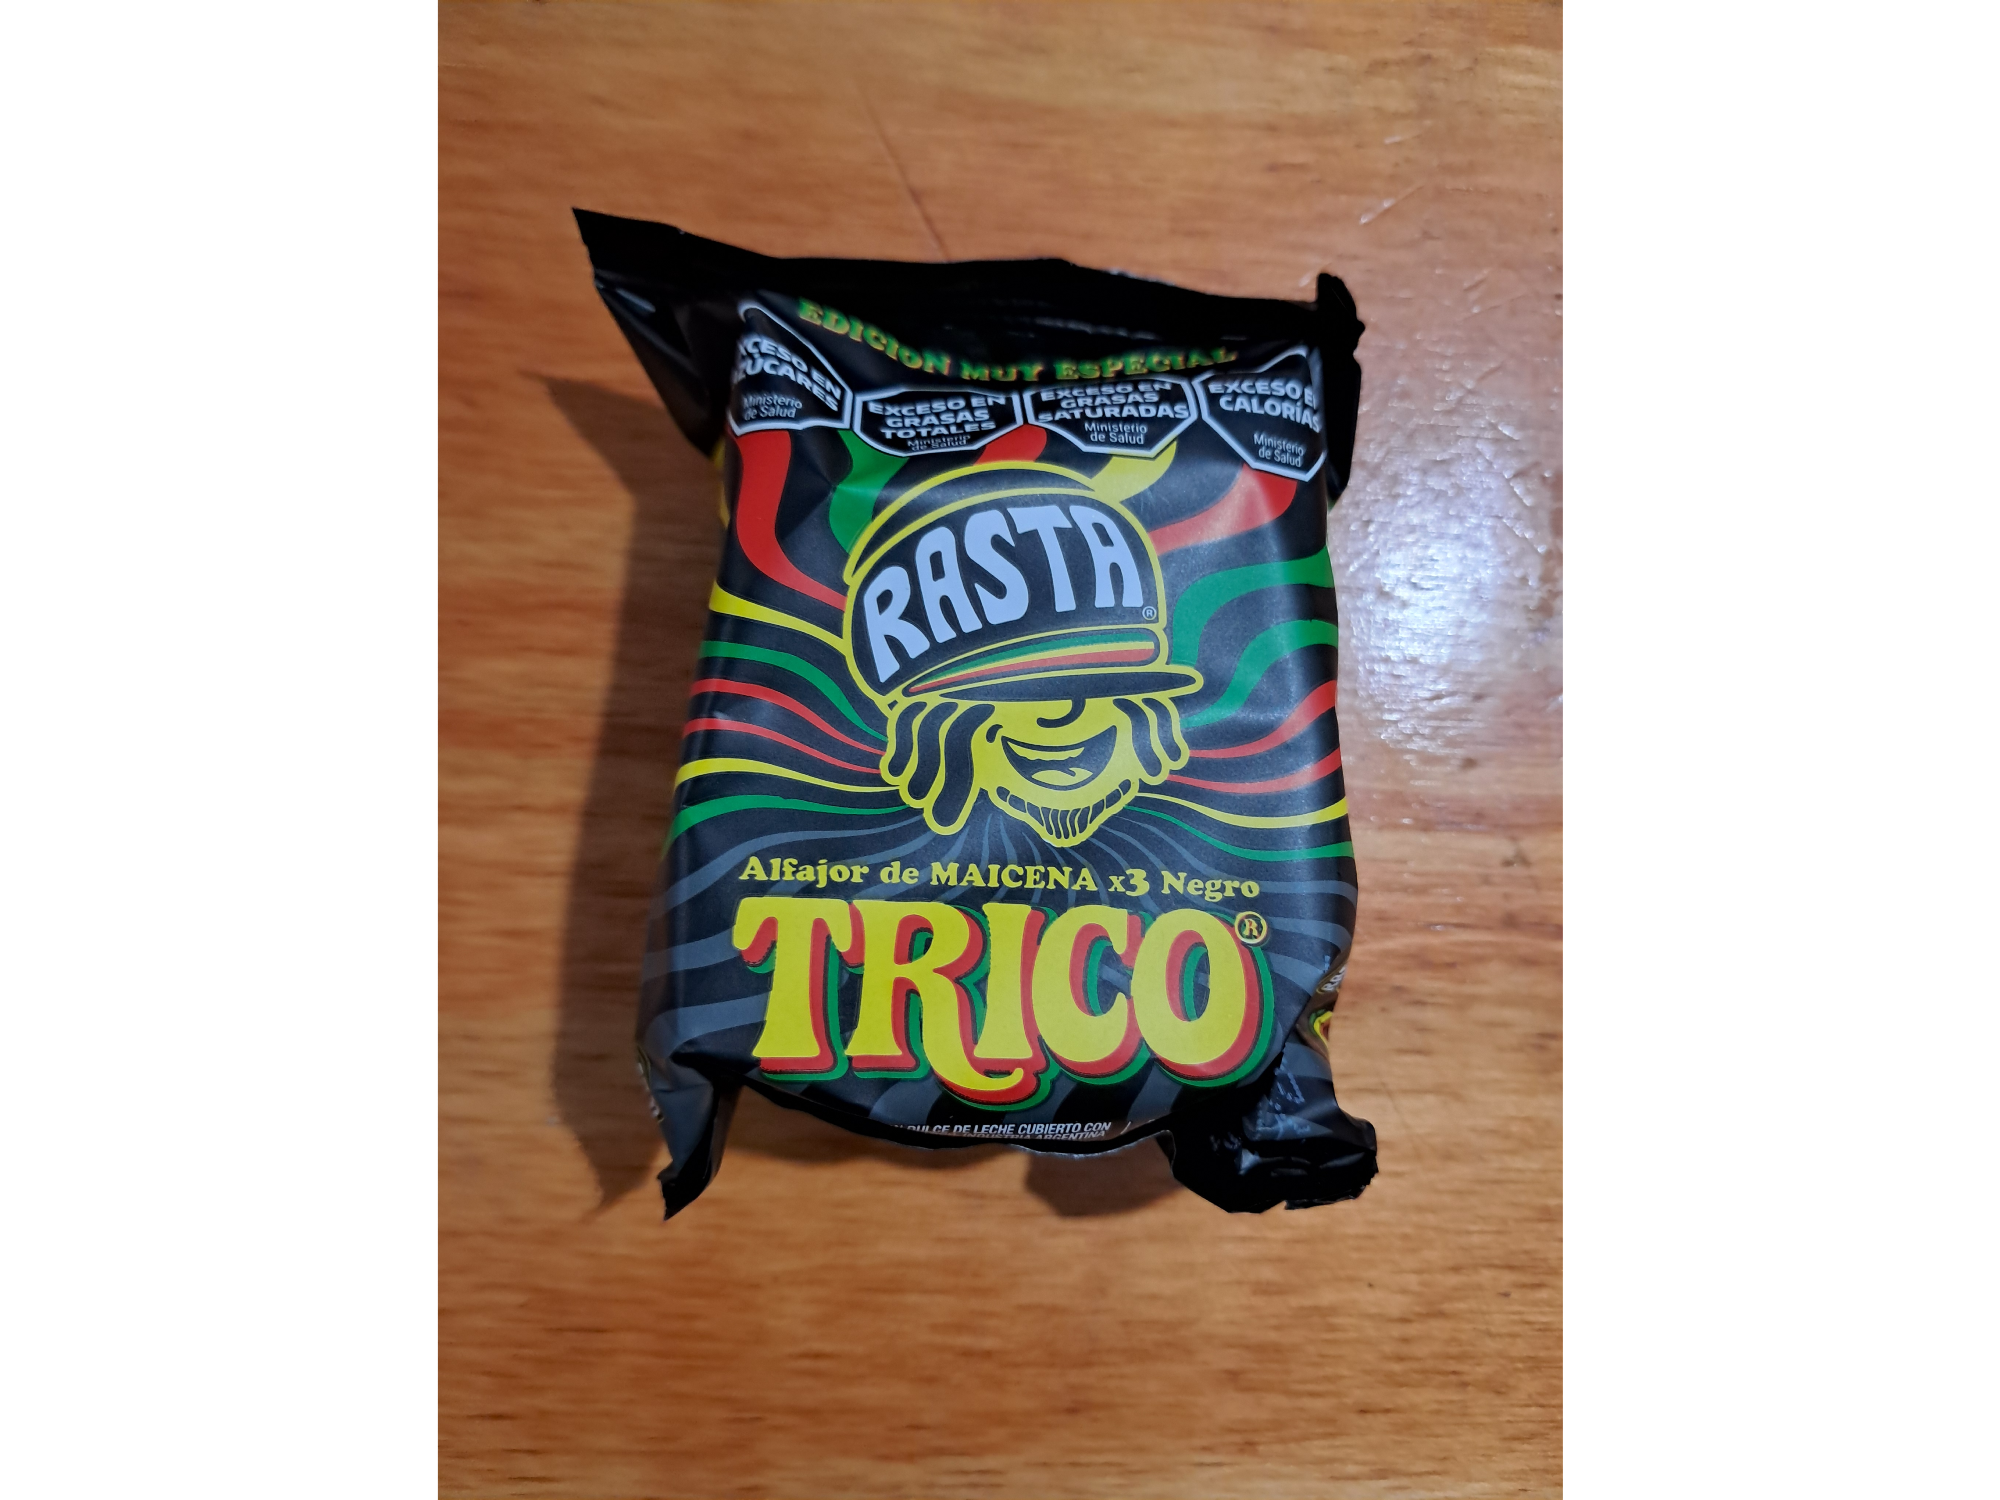 EDICION MUY ESPECIAL
EXCESO EN
AZÚCARES
Ministerio
de Salud
EXCESO EN
GRASAS
TOTALES
Ministerio
de Salud
EXCESO EN
GRASAS
SATURADAS
Ministerio
de Salud
EXCESO EN
CALORÍAS
Ministerio
de Salud
RASTA®
Alfajor de MAICENA x3 Negro
TRICO®
DULCE DE LECHE CUBIERTO CON
INDUSTRIA ARGENTINA